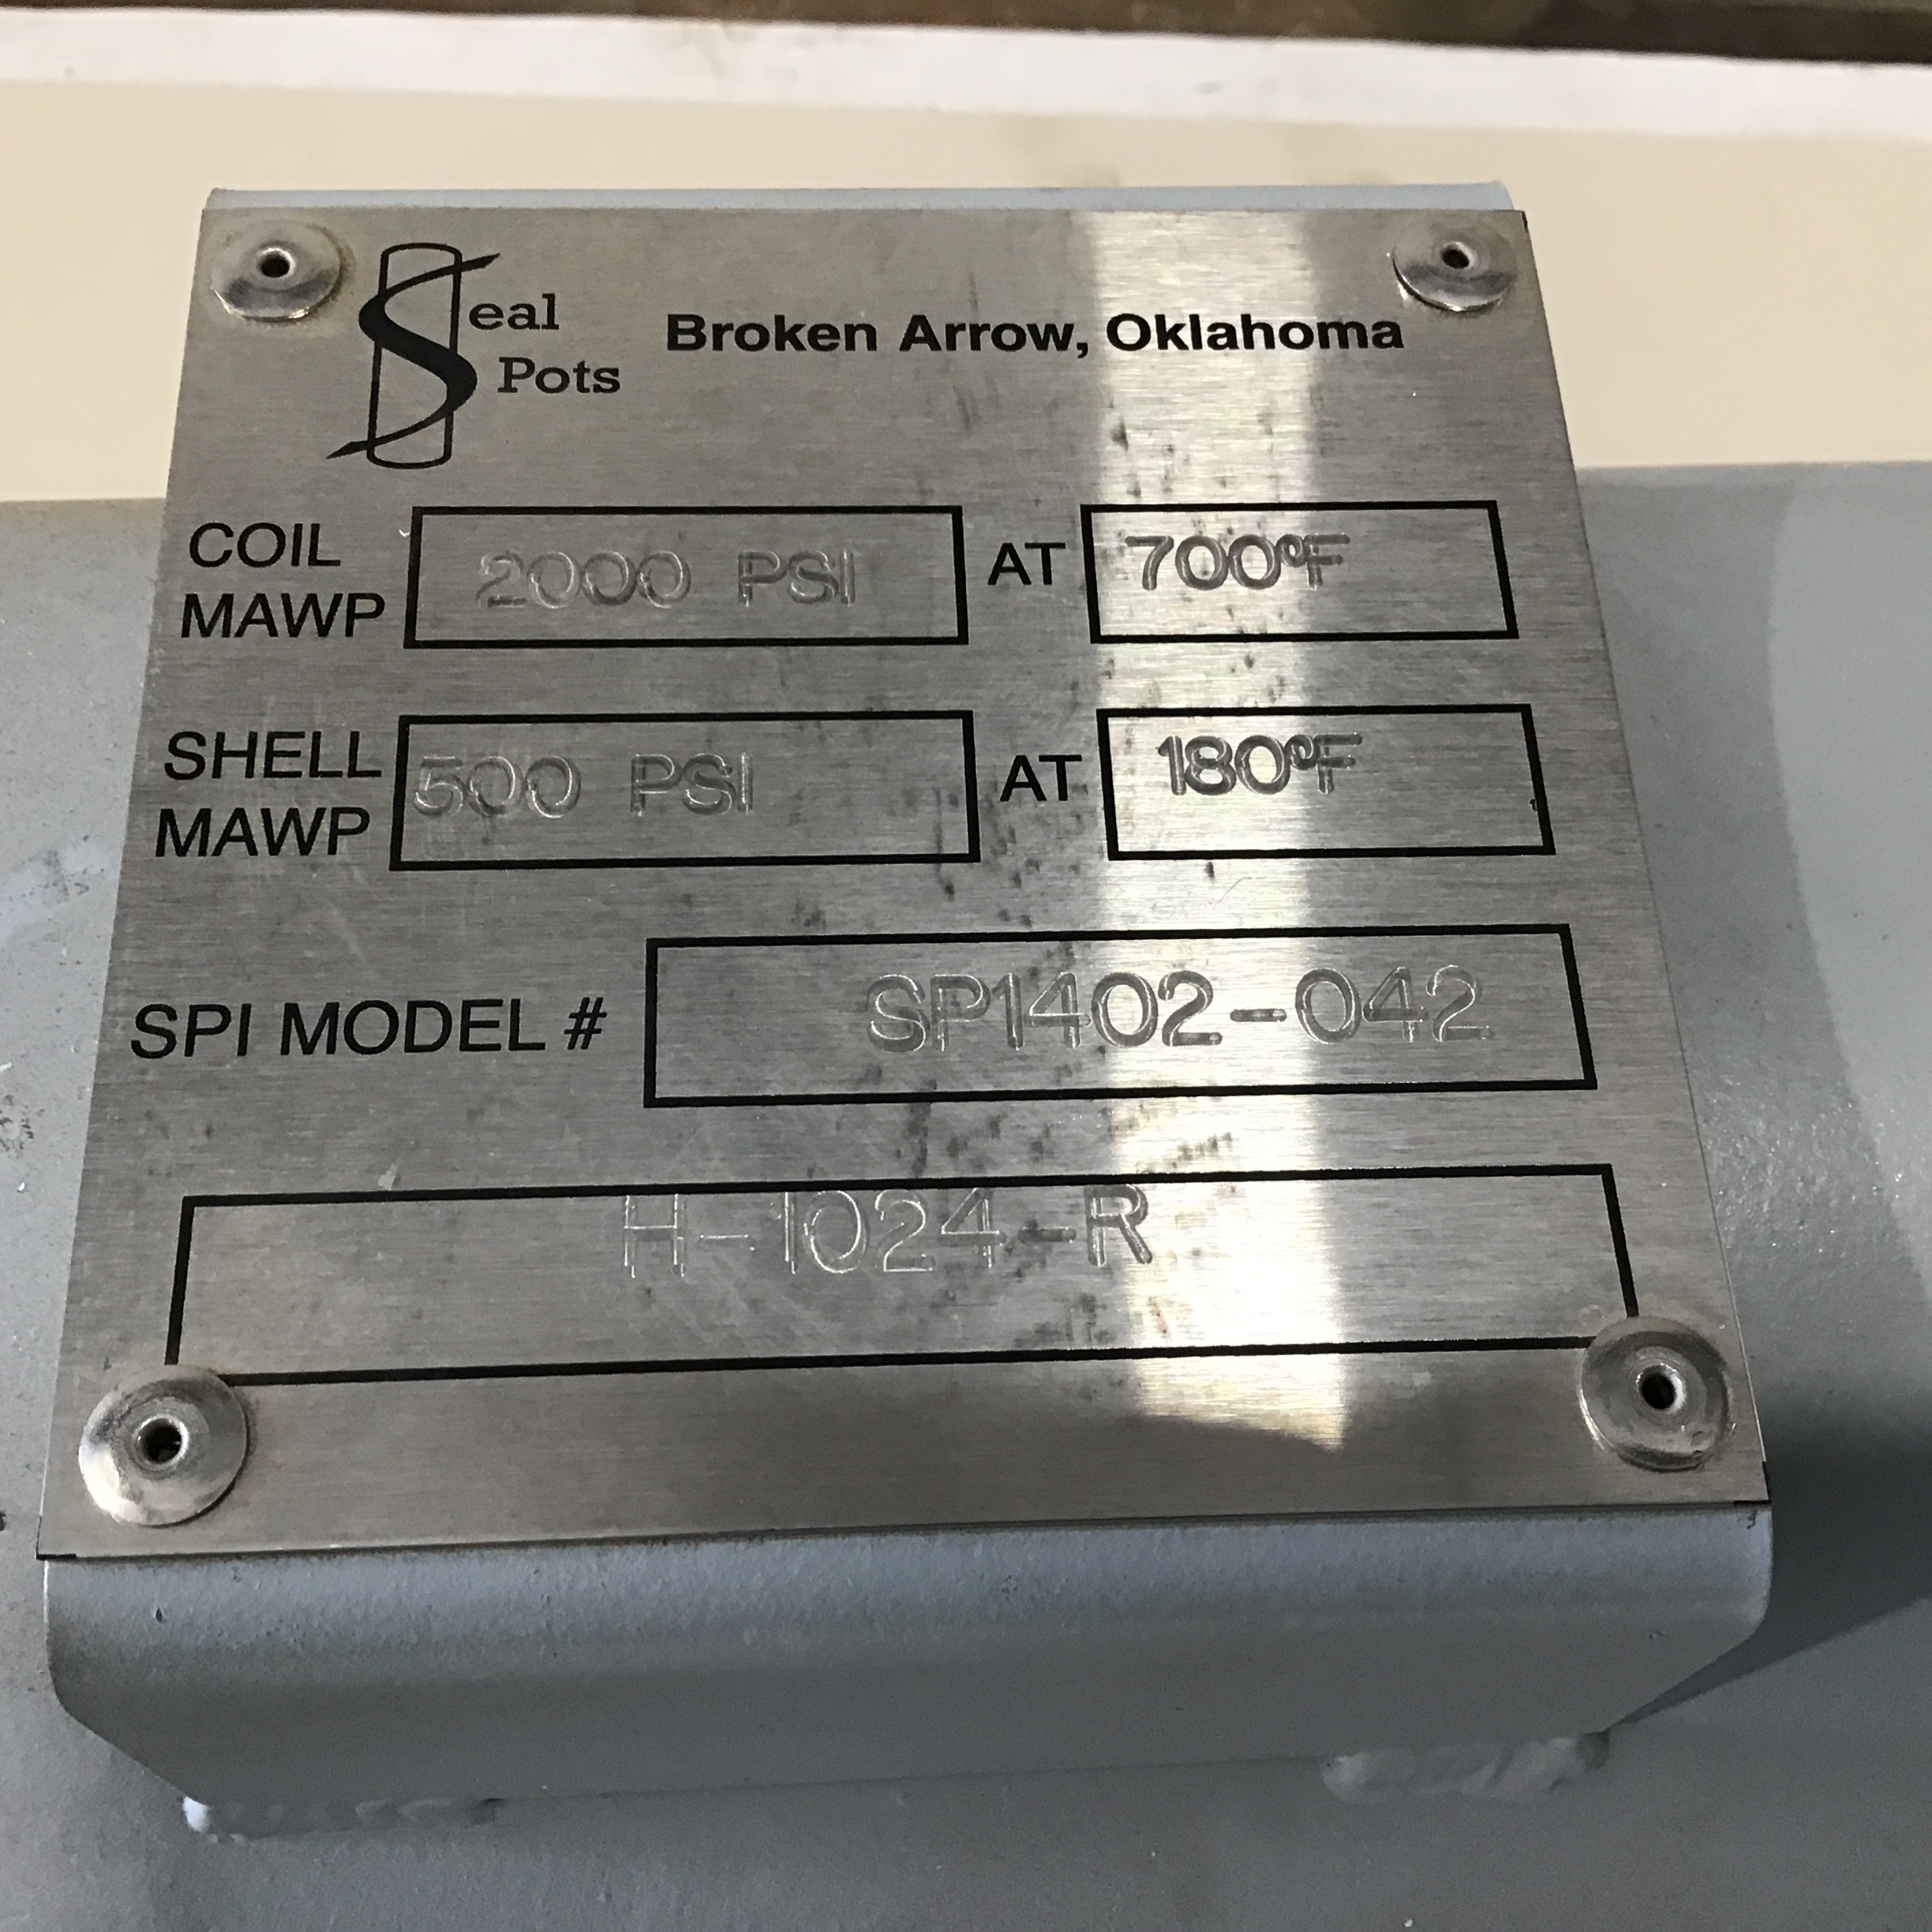 Seal Pots Broken Arrow, Oklahoma
COIL MAWP 2000 PSI AT 700°F
SHELL MAWP 500 PSI AT 180°F
SPI MODEL # SP1402-042
H-1024-R